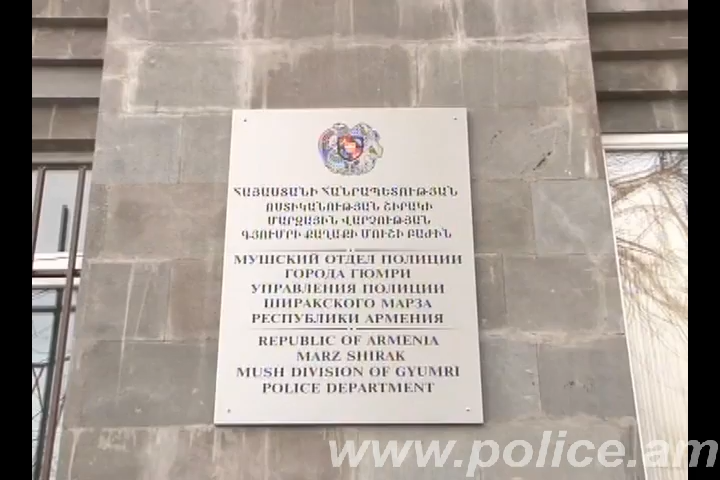 ՀԱՅԱՍՏԱՆԻ ՀԱՆՐԱՊԵՏՈՒԹՅԱՆ
ՈՍՏԻԿԱՆՈՒԹՅԱՆ ՇԻՐԱԿԻ
ՄԱՐԶԱՅԻՆ ՎԱՐՉՈՒԹՅԱՆ
ԳՅՈՒՄՐԻ ՔԱՂԱՔԻ ՄՈՒՇԻ ԲԱԺԻՆ
МУШСКИЙ ОТДЕЛ ПОЛИЦИИ
ГОРОДА ГЮМРИ
УПРАВЛЕНИЯ ПОЛИЦИИ
ШИРАКСКОГО МАРЗА
РЕСПУБЛИКИ АРМЕНИЯ
REPUBLIC OF ARMENIA
MARZ SHIRAK
MUSH DIVISION OF GYUMRI
POLICE DEPARTMENT
www.police.am